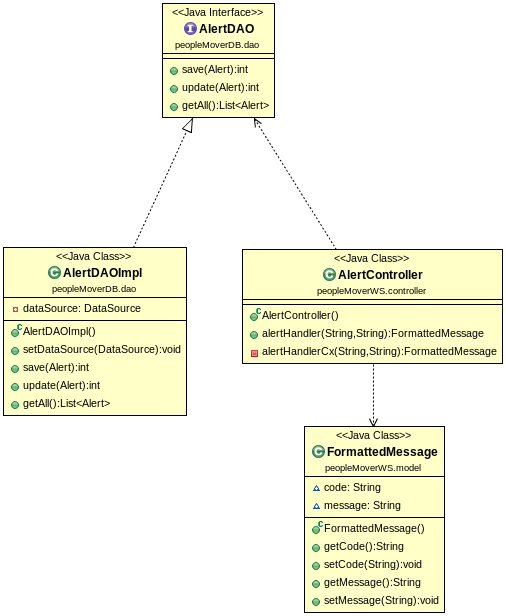 <<Java Interface>>
AlertDAO
peopleMoverDB.dao
save(Alert):int
update(Alert):int
getAll():List<Alert>
<<Java Class>>
AlertDAOImpl
peopleMoverDB.dao
dataSource: DataSource
AlertDAOImpl()
setDataSource(DataSource):void
save(Alert):int
update(Alert):int
getAll():List<Alert>
<<Java Class>>
AlertController
peopleMoverWS.controller
AlertController()
alertHandler(String,String):FormattedMessage
alertHandlerCx(String,String):FormattedMessage
<<Java Class>>
FormattedMessage
peopleMoverWS.model
code: String
message: String
FormattedMessage()
getCode():String
setCode(String):void
getMessage():String
setMessage(String):void